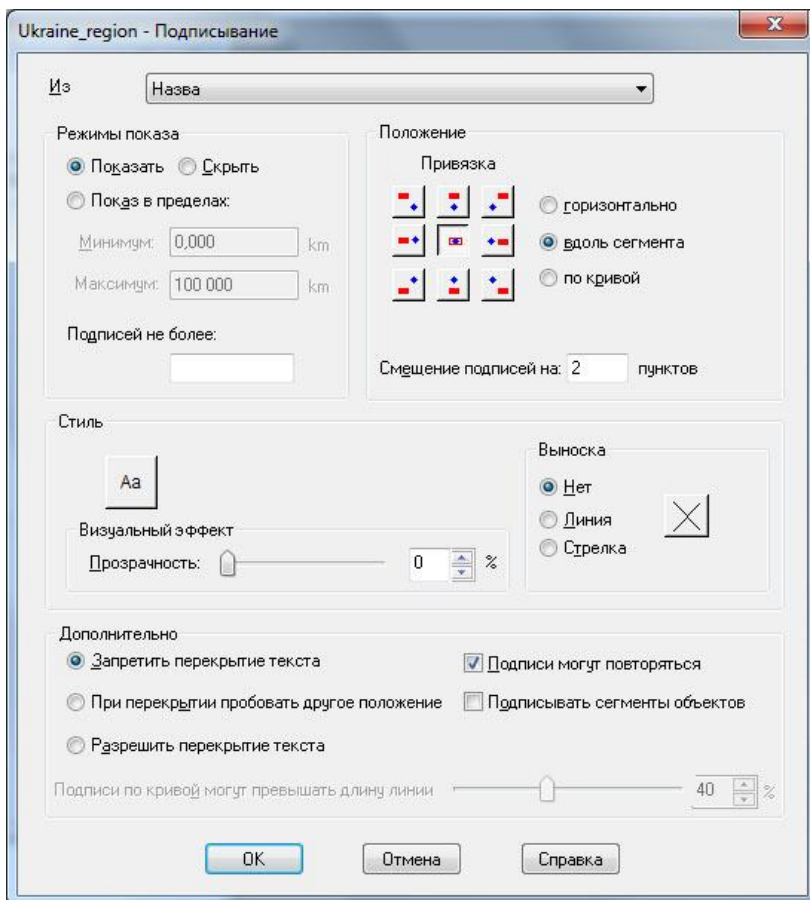 Ukraine_region - Подписывание
Из
Назва
Режимы показа
Показать
Скрыть
Показ в пределах:
Минимум: 0,000 km
Максимум: 100 000 km
Подписей не более:
Положение
Привязка
горизонтально
вдоль сегмента
по кривой
Смещение подписей на: 2 пунктов
Стиль
Aa
Визуальный эффект
Прозрачность: 0 %
Выноска
Нет
Линия
Стрелка
Дополнительно
Запретить перекрытие текста
Подписи могут повторяться
При перекрытии пробовать другое положение
Подписывать сегменты объектов
Разрешить перекрытие текста
Подписи по кривой могут превышать длину линии 40 %
OK
Отмена
Справка